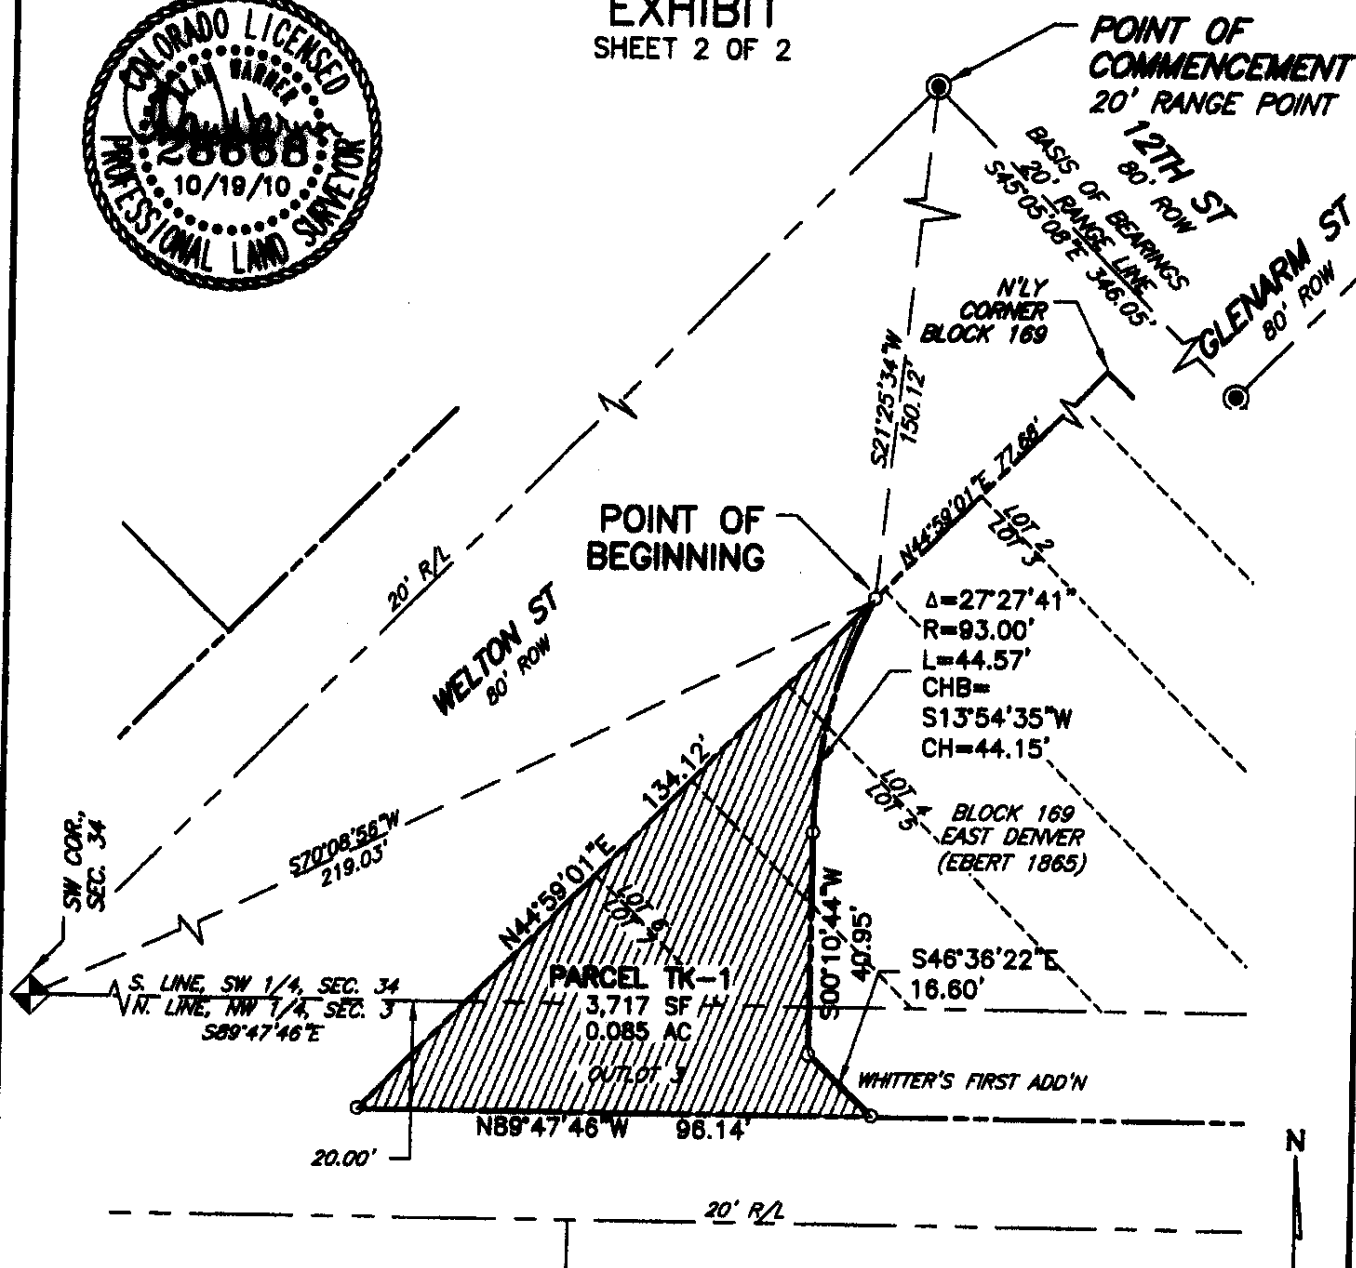 EXHIBIT
SHEET 2 OF 2
COLORADO LICENSED
PROFESSIONAL LAND SURVEYOR
ALAN WARNER
10/19/10
POINT OF
COMMENCEMENT
20' RANGE POINT
12TH ST
80' ROW
BASIS OF BEARINGS
20' RANGE LINE
S45°05'08"E 346.05'
GLENARM ST
80' ROW
N'LY
CORNER
BLOCK 169
S21°25'34"W
150.12'
N44°59'01"E 77.68'
LOT 2
LOT 3
POINT OF
BEGINNING
20' R/L
WELTON ST
80' ROW
Δ=27°27'41"
R=93.00'
L=44.57'
CHB=
S13°54'35"W
CH=44.15'
LOT 4
LOT 5
BLOCK 169
EAST DENVER
(EBERT 1865)
SW COR.,
SEC. 34
S70°08'56"W
219.03'
N44°59'01"E
134.12'
LOT 6
LOT
S00°10'44"W
40.95'
S46°36'22"E
16.60'
S. LINE, SW 1/4, SEC. 34
N. LINE, NW 1/4, SEC. 3
S89°47'46"E
PARCEL TK-1
3,717 SF
0.085 AC
OUTLOT 3
WHITTER'S FIRST ADD'N
N89°47'46"W 96.14'
20.00'
N
20' R/L